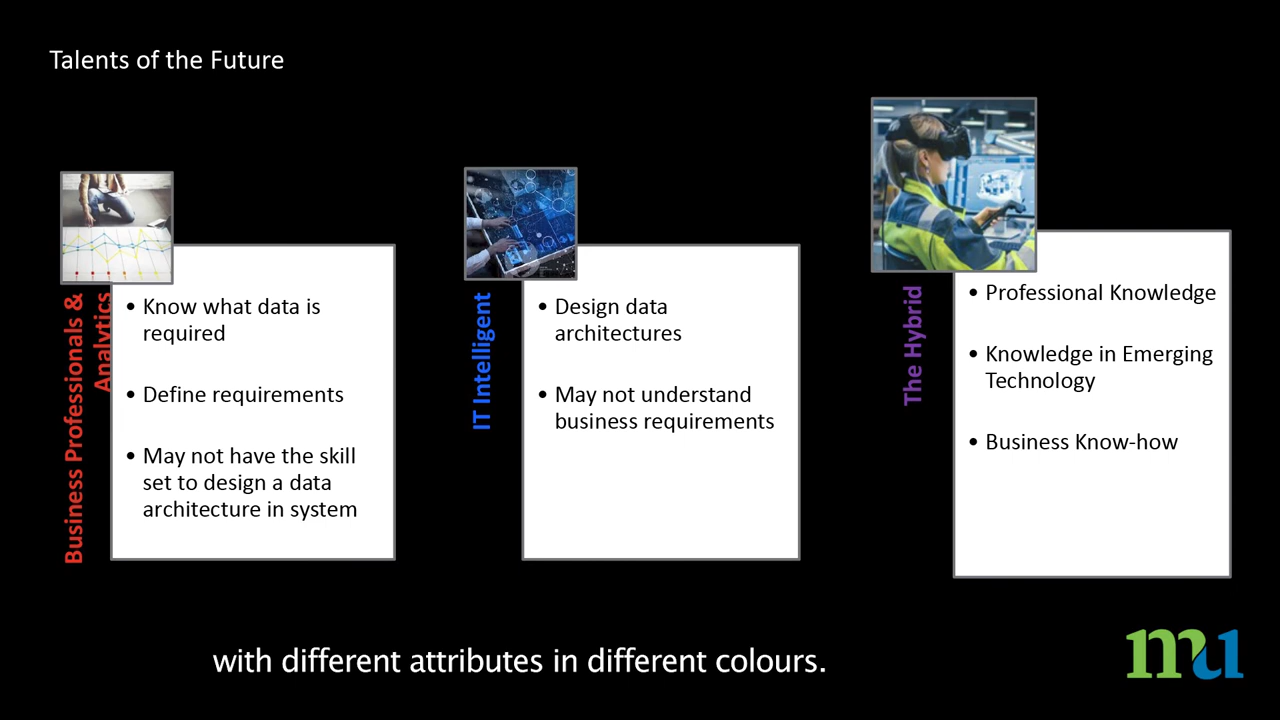 Talents of the Future
Business Professionals &
Analytics
• Know what data is
required
• Define requirements
• May not have the skill
set to design a data
architecture in system
IT Intelligent
• Design data
architectures
• May not understand
business requirements
The Hybrid
• Professional Knowledge
• Knowledge in Emerging
Technology
• Business Know-how
with different attributes in different colours.
mu